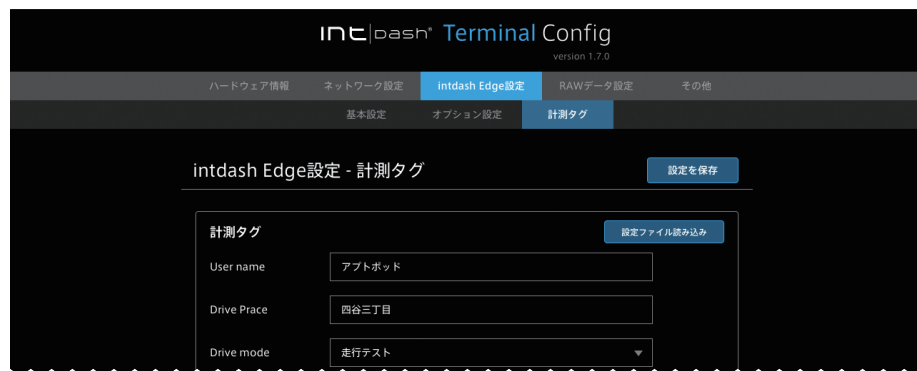 intdash Terminal Config
version 1.7.0
ハードウェア情報 ネットワーク設定 intdash Edge設定 RAWデータ設定 その他
基本設定 オプション設定 計測タグ
intdash Edge設定 - 計測タグ 設定を保存
計測タグ 設定ファイル読み込み
User name アプトポッド
Drive Prace 四谷三丁目
Drive mode 走行テスト